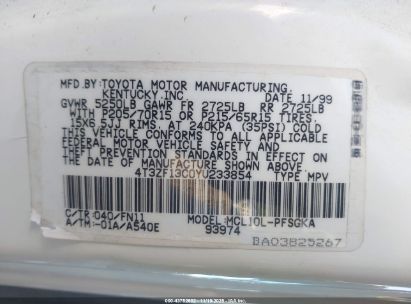 MFD.BY:TOYOTA MOTOR MANUFACTURING,
KENTUCKY,INC DATE 11/99
GVWR 5250LB GAWR FR 2725LB RR 2725LB
WITH P205/70R15 OR P215/65R15 TIRES,
15X6.J RIMS AT 240KPA (35PSI) COLD
THIS VEHICLE CONFORMS TO ALL APPLICABLE
FEDERAL MOTOR VEHICLE SAFETY AND
THEFT PREVENTION STANDARDS IN EFFECT ON
THE DATE OF MANUFACTURE SHOWN ABOVE.
4T3ZF13C0YU233854 TYPE MPV
C/TR:040/FN11 MODEL:MCL10L-PFSGKA
A/TM:-01A/A540E 93974
BA03825267